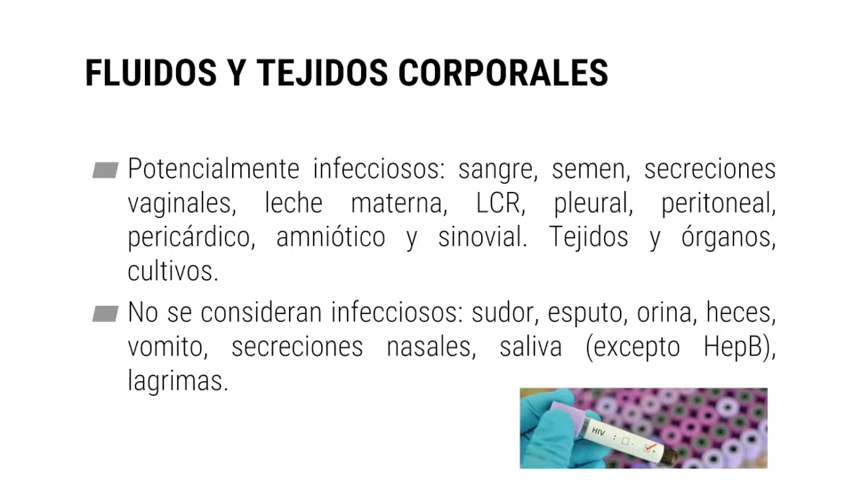 FLUIDOS Y TEJIDOS CORPORALES
Potencialmente infecciosos: sangre, semen, secreciones
vaginales, leche materna, LCR, pleural, peritoneal,
pericárdico, amniótico y sinovial. Tejidos y órganos,
cultivos.
No se consideran infecciosos: sudor, esputo, orina, heces,
vomito, secreciones nasales, saliva (excepto HepB),
lagrimas.
HIV : - +